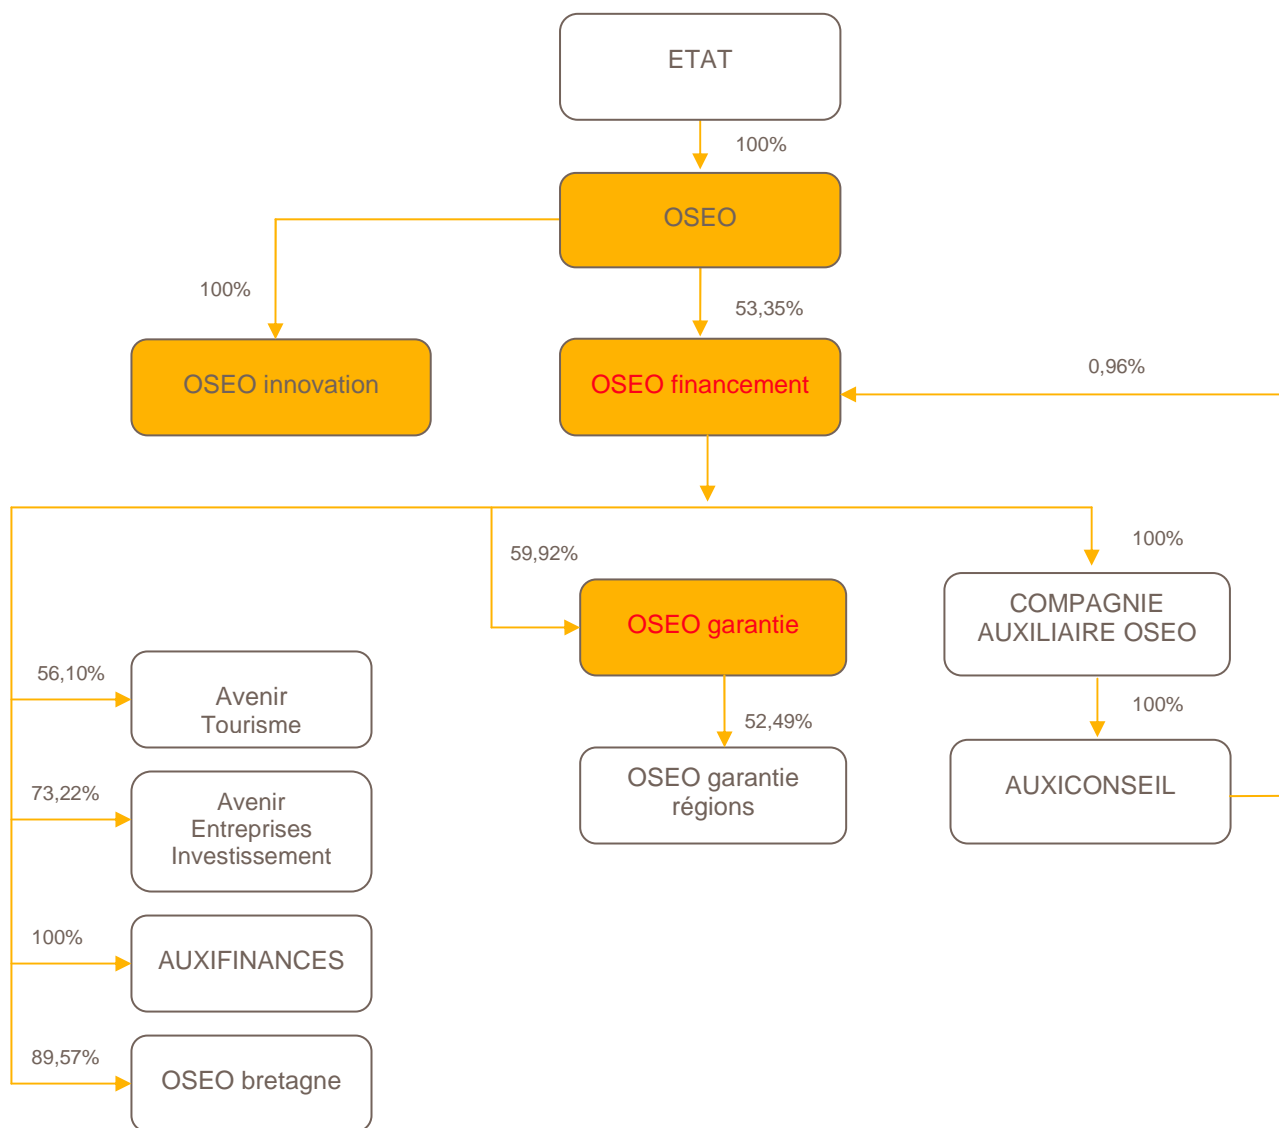 ETAT
100%
OSEO
100%
53,35%
OSEO innovation
OSEO financement
0,96%
59,92%
100%
OSEO garantie
COMPAGNIE
AUXILIAIRE OSEO
56,10%
Avenir
Tourisme
52,49%
100%
OSEO garantie
régions
AUXICONSEIL
73,22%
Avenir
Entreprises
Investissement
100%
AUXIFINANCES
89,57%
OSEO bretagne